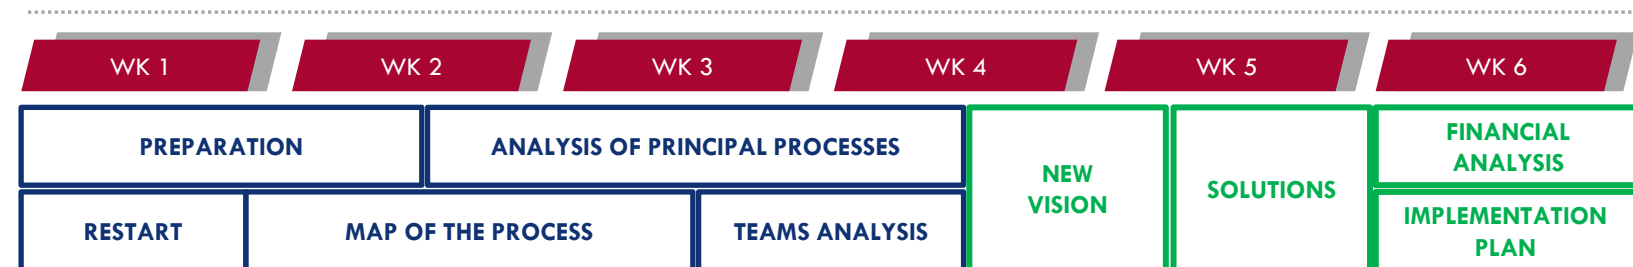 WK 1
WK 2
WK 3
WK 4
WK 5
WK 6
PREPARATION
ANALYSIS OF PRINCIPAL PROCESSES
NEW
VISION
SOLUTIONS
FINANCIAL
ANALYSIS
RESTART
MAP OF THE PROCESS
TEAMS ANALYSIS
IMPLEMENTATION
PLAN